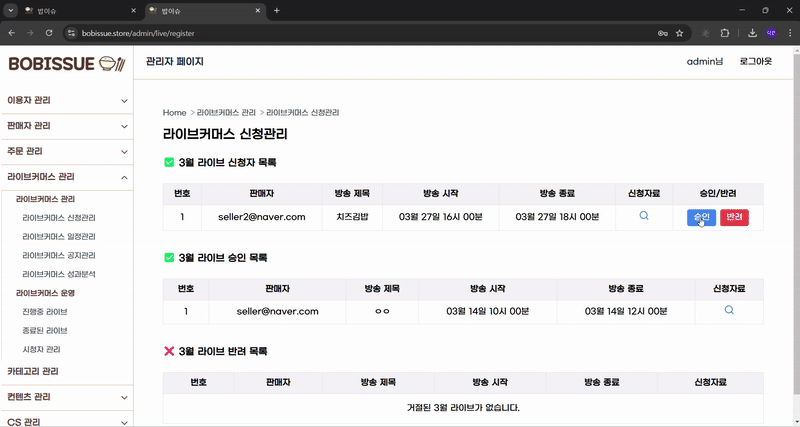 밥이슈
밥이슈
bobissue.store/admin/live/register
BOBISSUE
관리자 페이지
admin님
로그아웃
이용자 관리
판매자 관리
주문 관리
라이브커머스 관리
라이브커머스 관리
라이브커머스 신청관리
라이브커머스 일정관리
라이브커머스 공지관리
라이브커머스 성과분석
라이브커머스 운영
진행중 라이브
종료된 라이브
시청자 관리
카테고리 관리
컨텐츠 관리
CS 관리
Home > 라이브커머스 관리 > 라이브커머스 신청관리
라이브커머스 신청관리
3월 라이브 신청자 목록
번호 판매자 방송 제목 방송 시작 방송 종료 신청자료 승인/반려
1 seller2@naver.com 치즈김밥 03월 27일 16시 00분 03월 27일 18시 00분 승인 반려
3월 라이브 승인 목록
번호 판매자 방송 제목 방송 시작 방송 종료 신청자료
1 seller@naver.com ㅇㅇ 03월 14일 10시 00분 03월 14일 12시 00분
3월 라이브 반려 목록
번호 판매자 방송 제목 방송 시작 방송 종료 신청자료
거절된 3월 라이브가 없습니다.